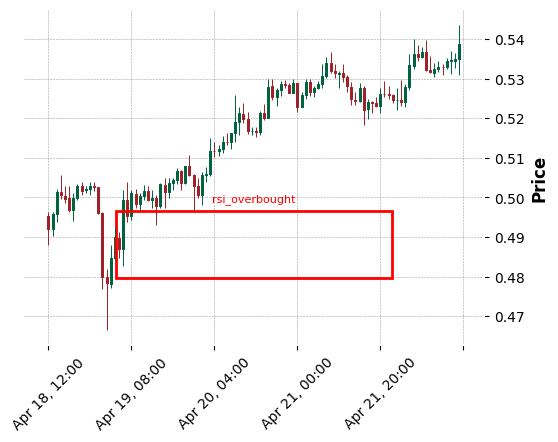 0.54
0.53
0.52
0.51
0.50
0.49
0.48
0.47
Price
rsi_overbought
Apr 18, 12:00
Apr 19, 08:00
Apr 20, 04:00
Apr 21, 00:00
Apr 21, 20:00